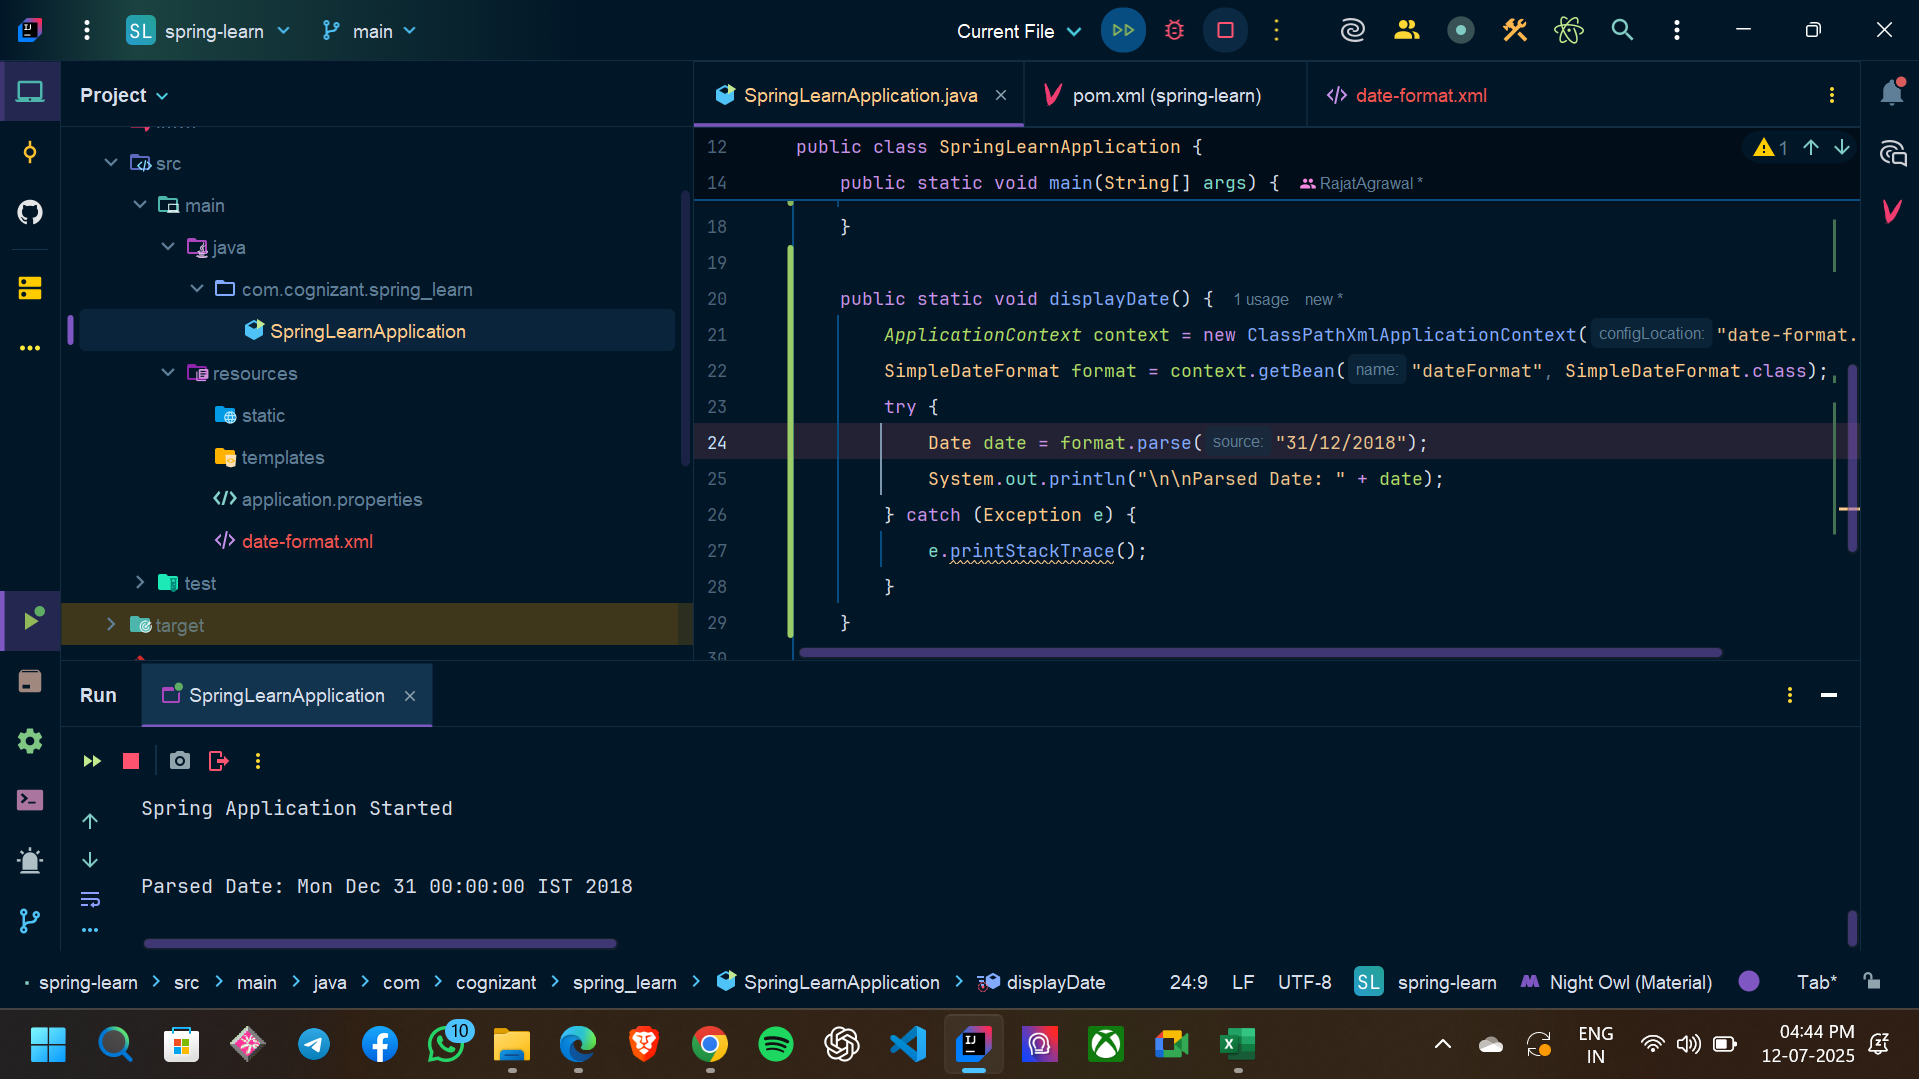 SL spring-learn main Current File
Project
SpringLearnApplication.java pom.xml (spring-learn) date-format.xml
src
main
java
com.cognizant.spring_learn
SpringLearnApplication
resources
static
templates
application.properties
date-format.xml
test
target
12 public class SpringLearnApplication { 1
14 public static void main(String[] args) { RajatAgrawal *
18 }
19
20 public static void displayDate() { 1 usage new *
21 ApplicationContext context = new ClassPathXmlApplicationContext( configLocation: "date-format.
22 SimpleDateFormat format = context.getBean( name: "dateFormat", SimpleDateFormat.class);
23 try {
24 Date date = format.parse( source: "31/12/2018");
25 System.out.println("\n\nParsed Date: " + date);
26 } catch (Exception e) {
27 e.printStackTrace();
28 }
29 }
30
Run SpringLearnApplication
Spring Application Started
Parsed Date: Mon Dec 31 00:00:00 IST 2018
spring-learn > src > main > java > com > cognizant > spring_learn > SpringLearnApplication > displayDate 24:9 LF UTF-8 SL spring-learn Night Owl (Material) Tab*
10
ENG
IN
04:44 PM
12-07-2025